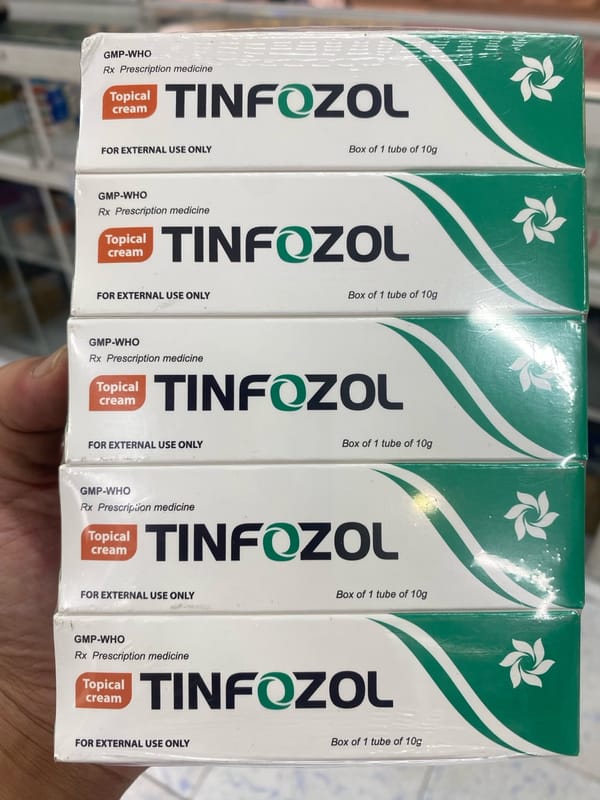 GMP-WHO
Rx Prescription medicine
Topical
cream
TINFOZOL
FOR EXTERNAL USE ONLY
Box of 1 tube of 10g
GMP-WHO
Rx Prescription medicine
Topical
cream
TINFOZOL
FOR EXTERNAL USE ONLY
Box of 1 tube of 10g
GMP-WHO
Rx Prescription medicine
Topical
cream
TINFOZOL
FOR EXTERNAL USE ONLY
Box of 1 tube of 10g
GMP-WHO
Rx Prescription medicine
Topical
cream
TINFOZOL
FOR EXTERNAL USE ONLY
Box of 1 tube of 10g
GMP-WHO
Rx Prescription medicine
Topical
cream
TINFOZOL
FOR EXTERNAL USE ONLY
Box of 1 tube of 10g